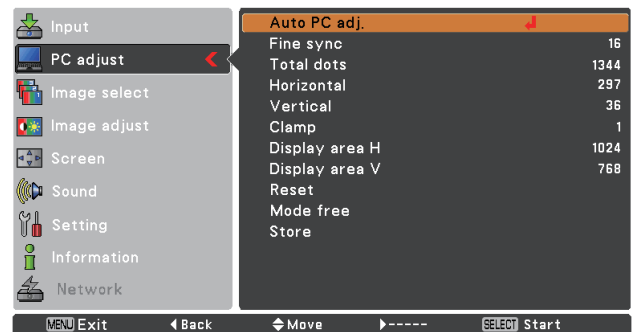 Input
PC adjust
Image select
Image adjust
Screen
Sound
Setting
Information
Network
Auto PC adj.
Fine sync 16
Total dots 1344
Horizontal 297
Vertical 36
Clamp 1
Display area H 1024
Display area V 768
Reset
Mode free
Store
MENU Exit ◀Back ◆Move ▶----- SELECT Start